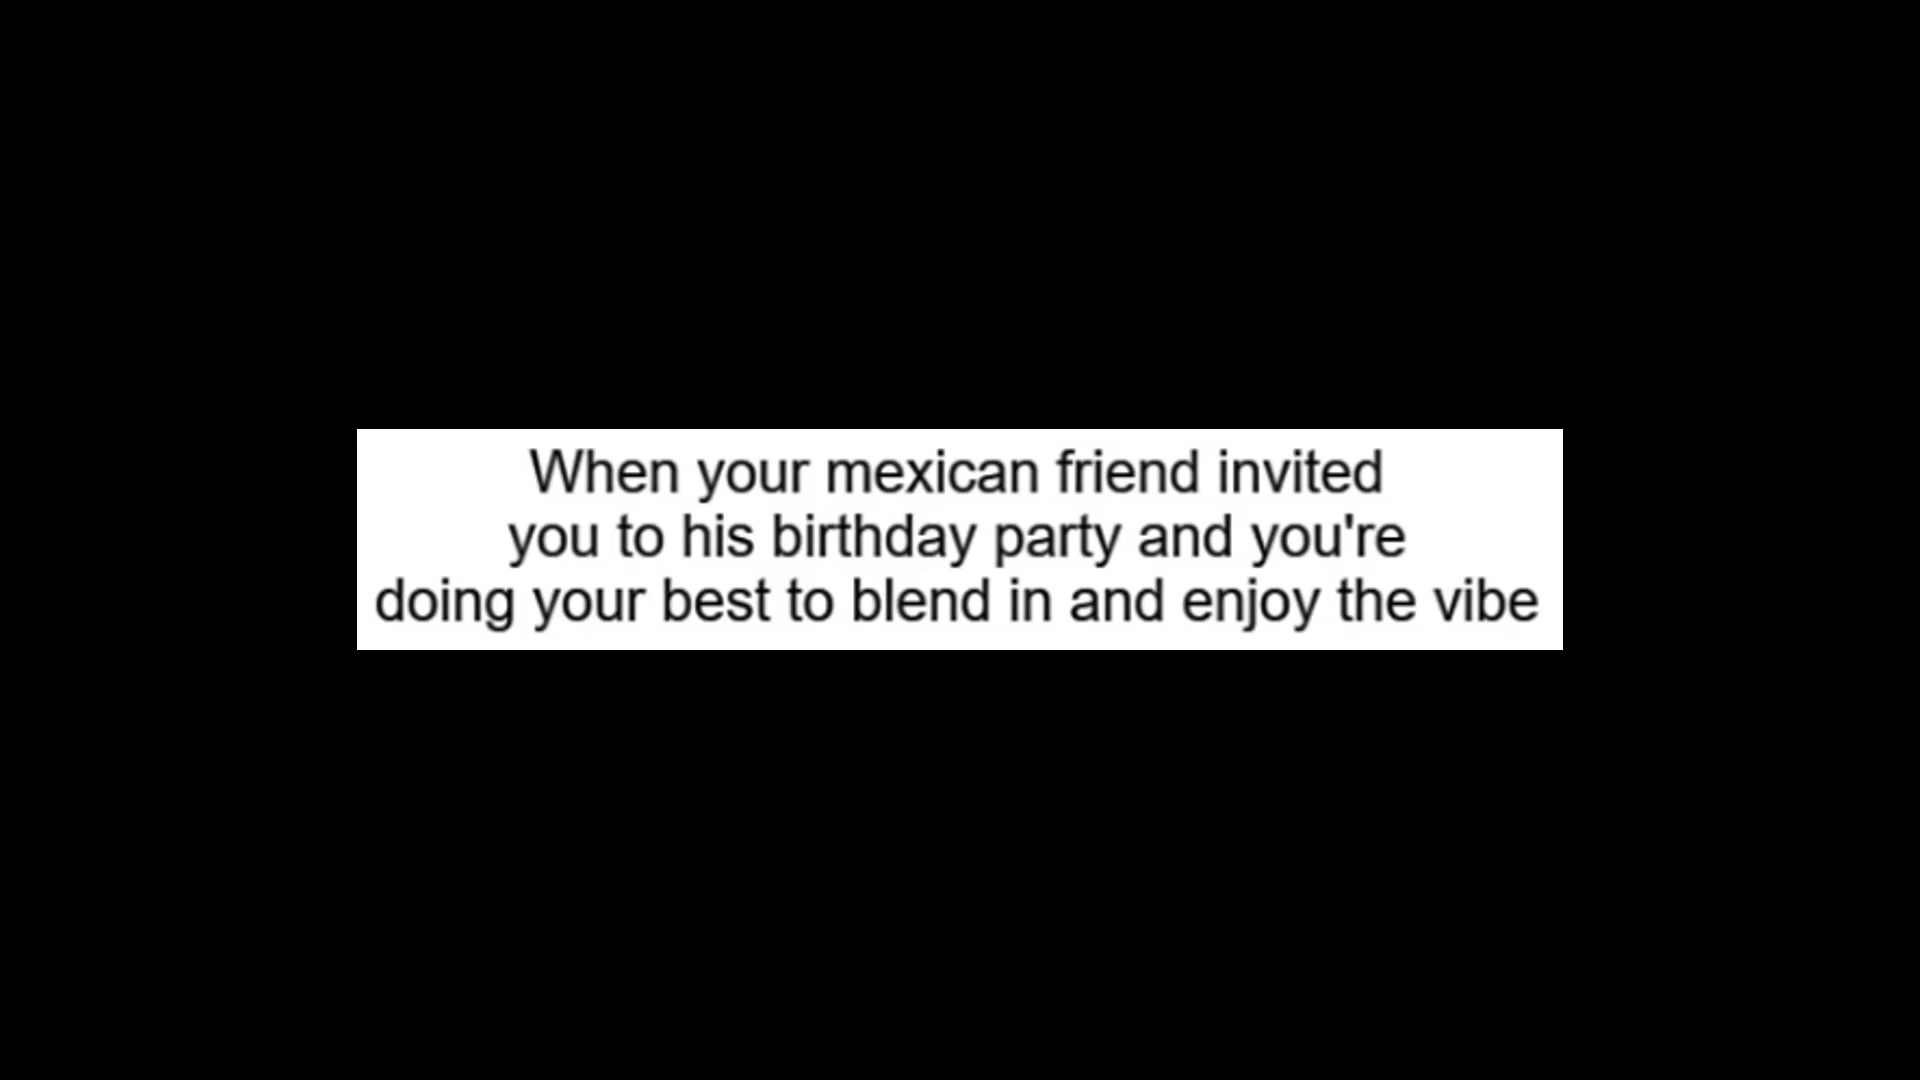 When your mexican friend invited
you to his birthday party and you're
doing your best to blend in and enjoy the vibe